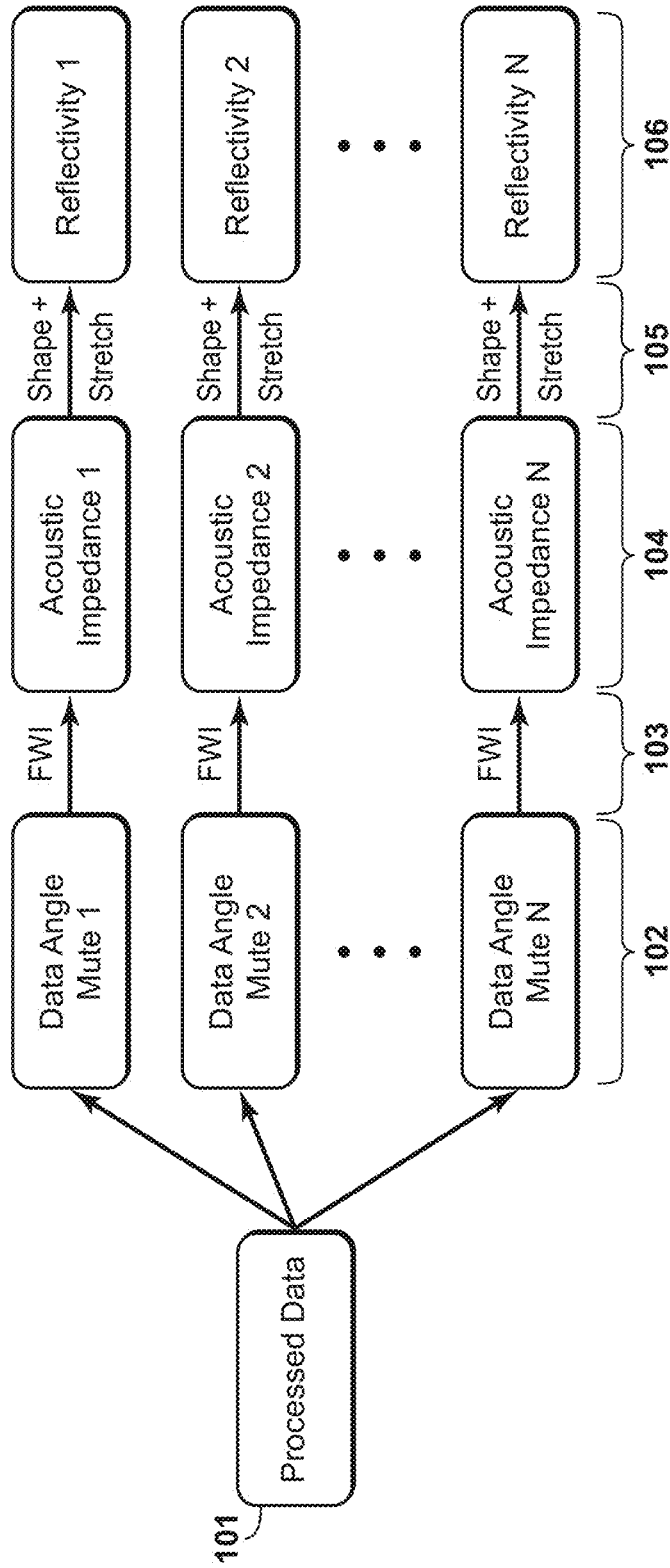 101
Processed Data
Data Angle
Mute 1
FWI
Acoustic
Impedance 1
Shape +
Stretch
Reflectivity 1
Data Angle
Mute 2
FWI
Acoustic
Impedance 2
Shape +
Stretch
Reflectivity 2
Data Angle
Mute N
FWI
Acoustic
Impedance N
Shape +
Stretch
Reflectivity N
102
103
104
105
106